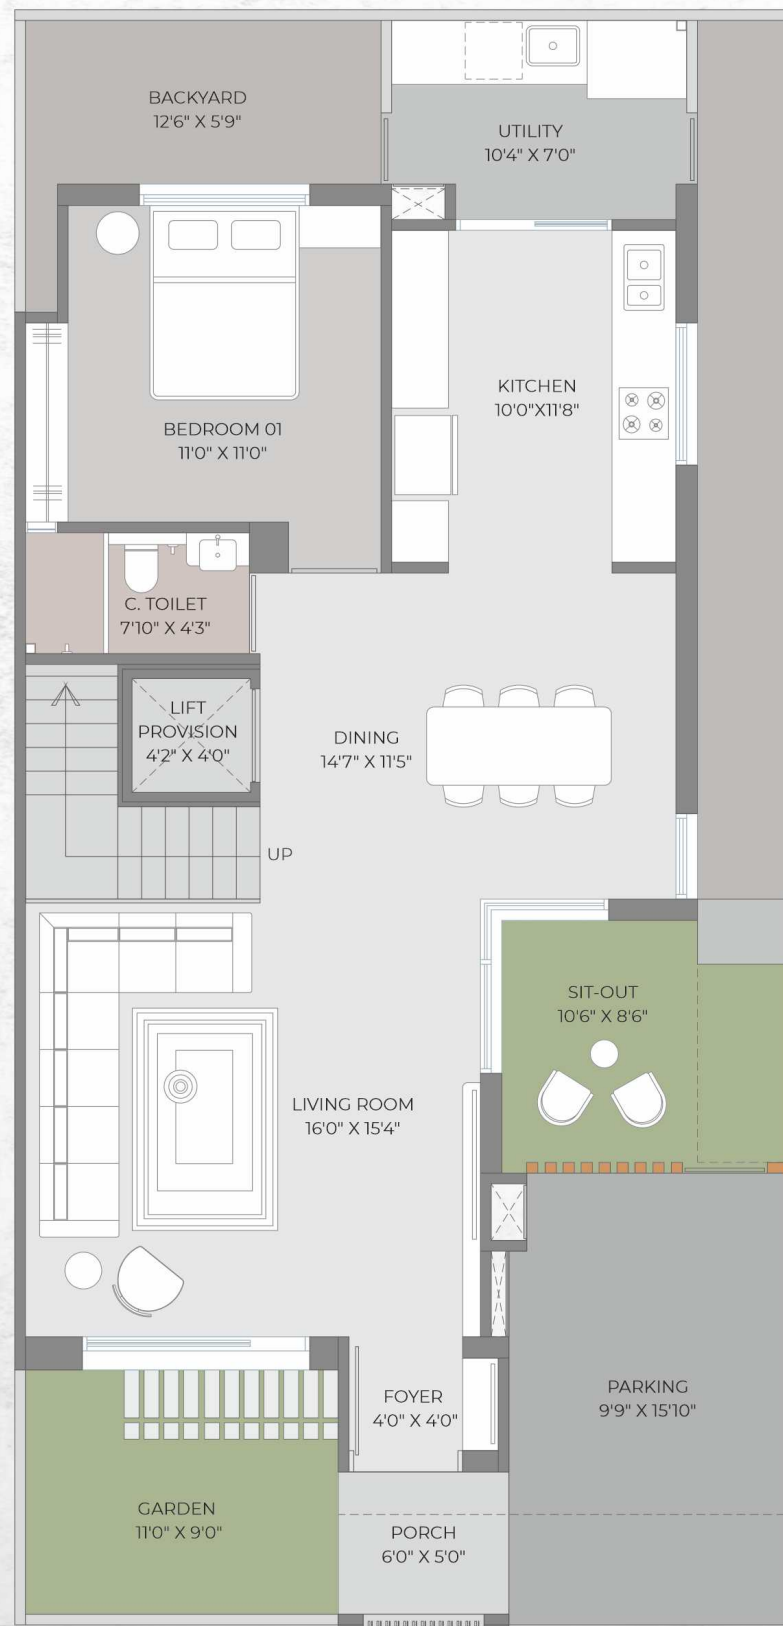 BACKYARD
12'6" X 5'9"
UTILITY
10'4" X 7'0"
KITCHEN
10'0"X11'8"
BEDROOM 01
11'0" X 11'0"
C. TOILET
7'10" X 4'3"
LIFT
PROVISION
4'2" X 4'0"
DINING
14'7" X 11'5"
UP
SIT-OUT
10'6" X 8'6"
LIVING ROOM
16'0" X 15'4"
FOYER
4'0" X 4'0"
PARKING
9'9" X 15'10"
GARDEN
11'0" X 9'0"
PORCH
6'0" X 5'0"